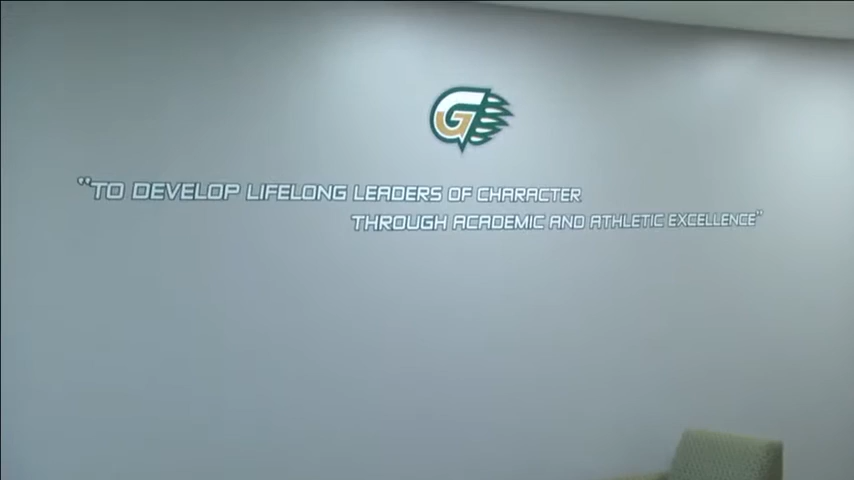 G
"TO DEVELOP LIFELONG LEADERS OF CHARACTER
THROUGH ACADEMIC AND ATHLETIC EXCELLENCE"